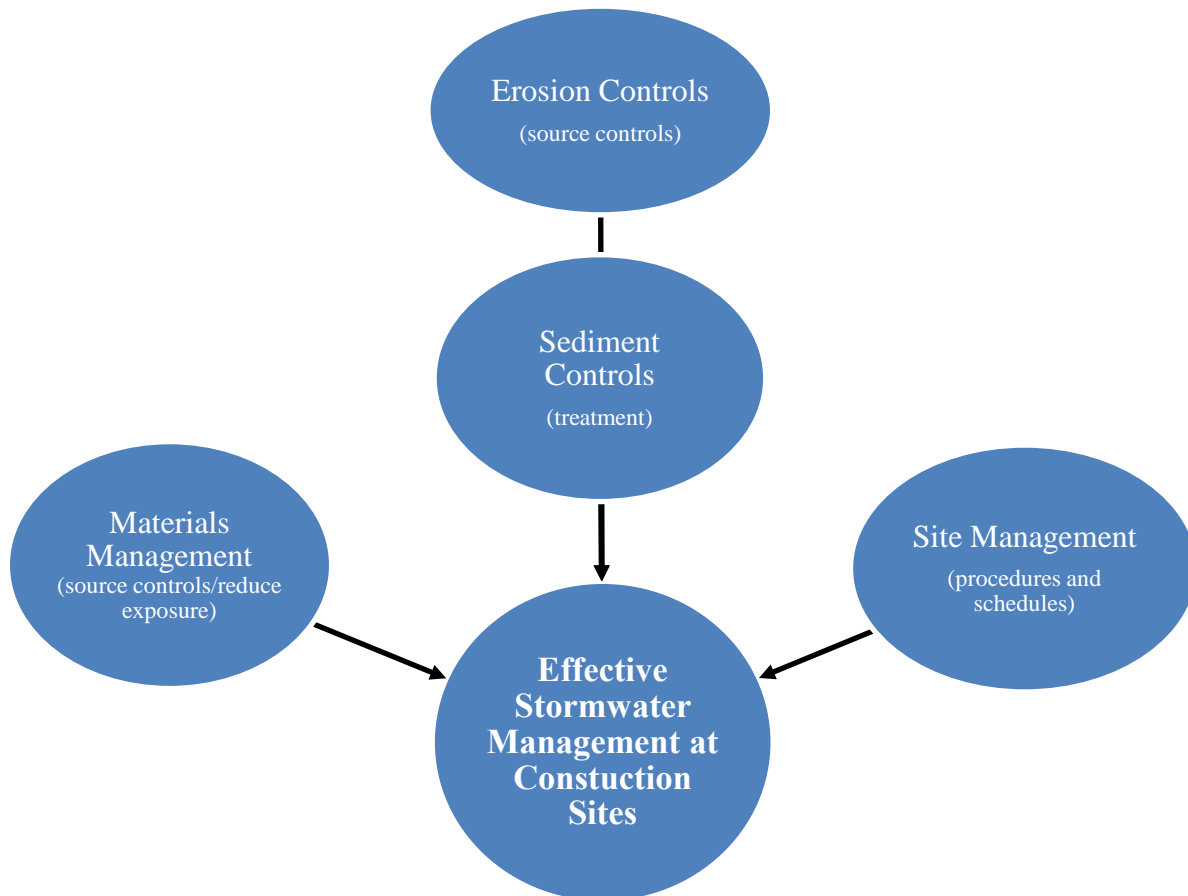 Erosion Controls
(source controls)
Sediment
Controls
(treatment)
Materials
Management
(source controls/reduce
exposure)
Site Management
(procedures and
schedules)
Effective
Stormwater
Management at
Constuction
Sites